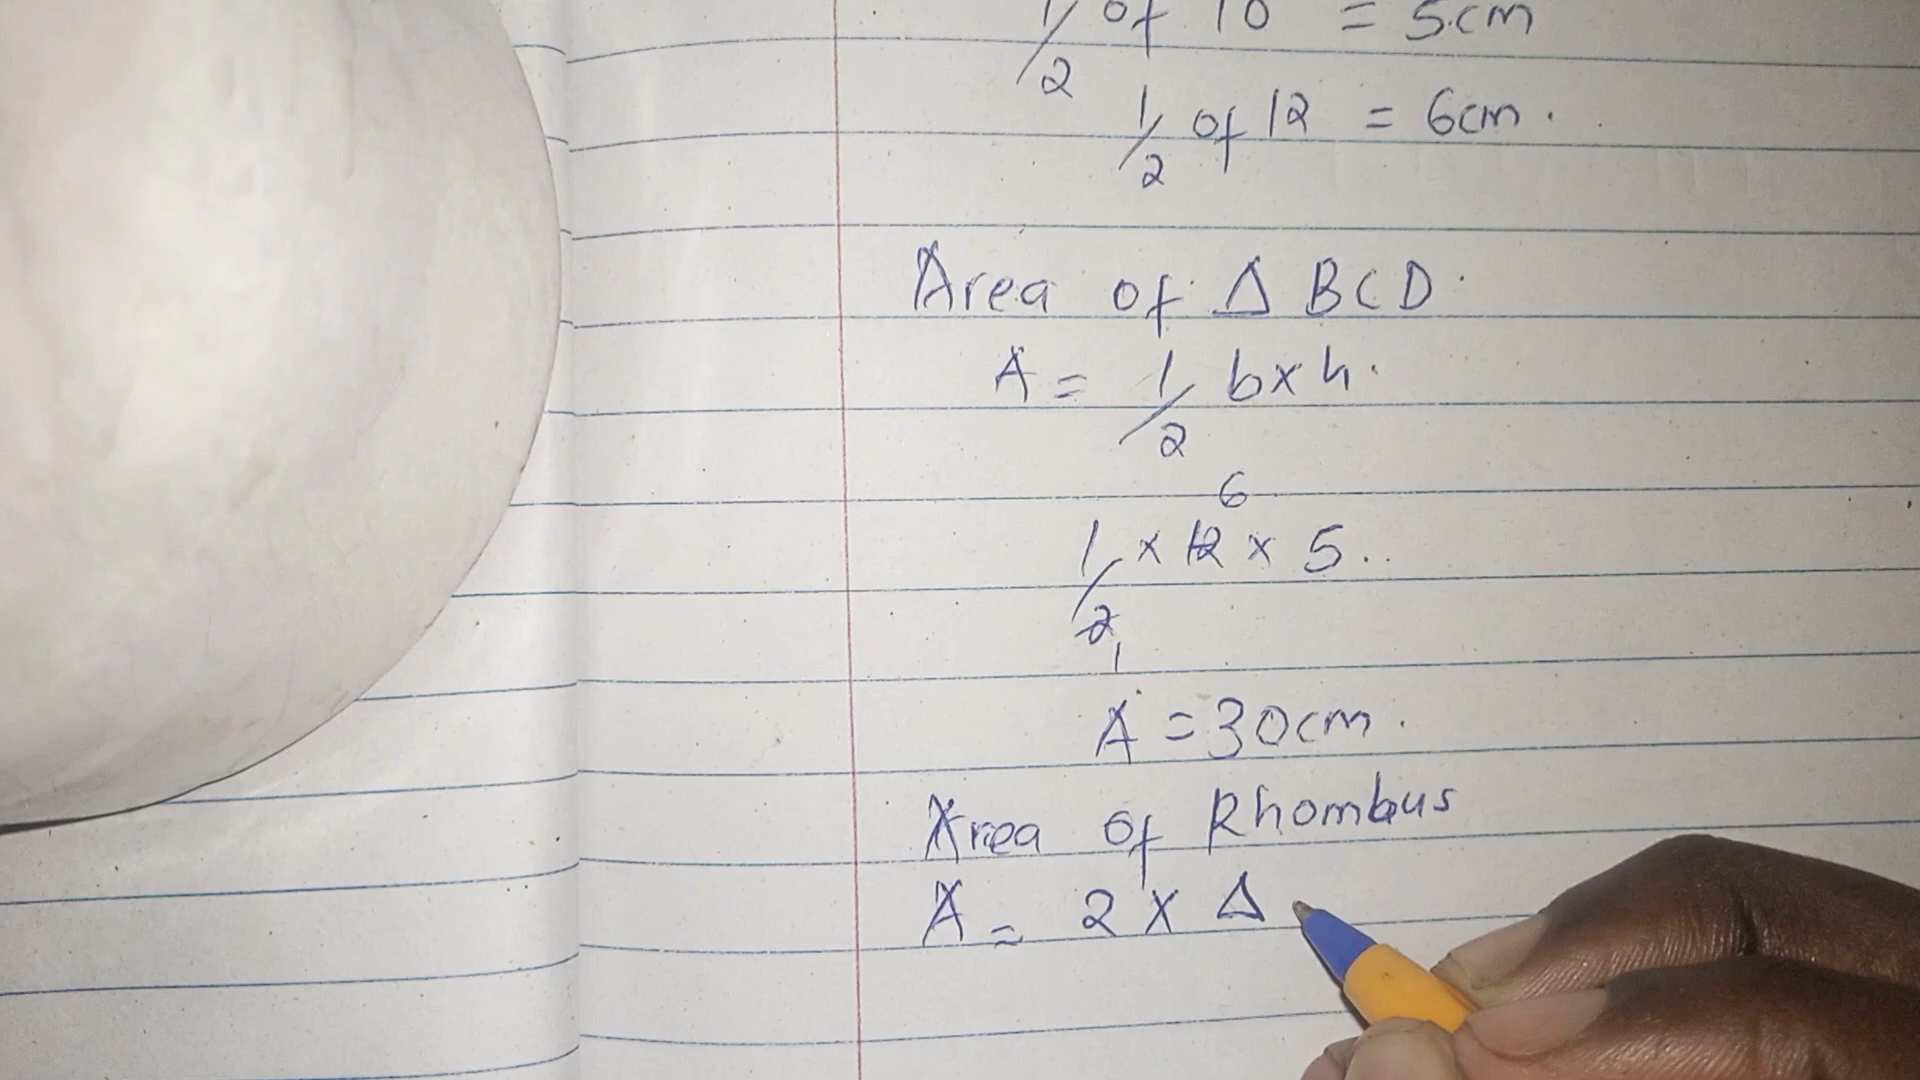 1/2 of 10 = 5cm
1/2 of 12 = 6cm.
Area of Δ BCD.
A = 1/2 b x h.
6
1/2 x 12 x 5..
1
A = 30cm.
Area of Rhombus
A = 2 x Δ